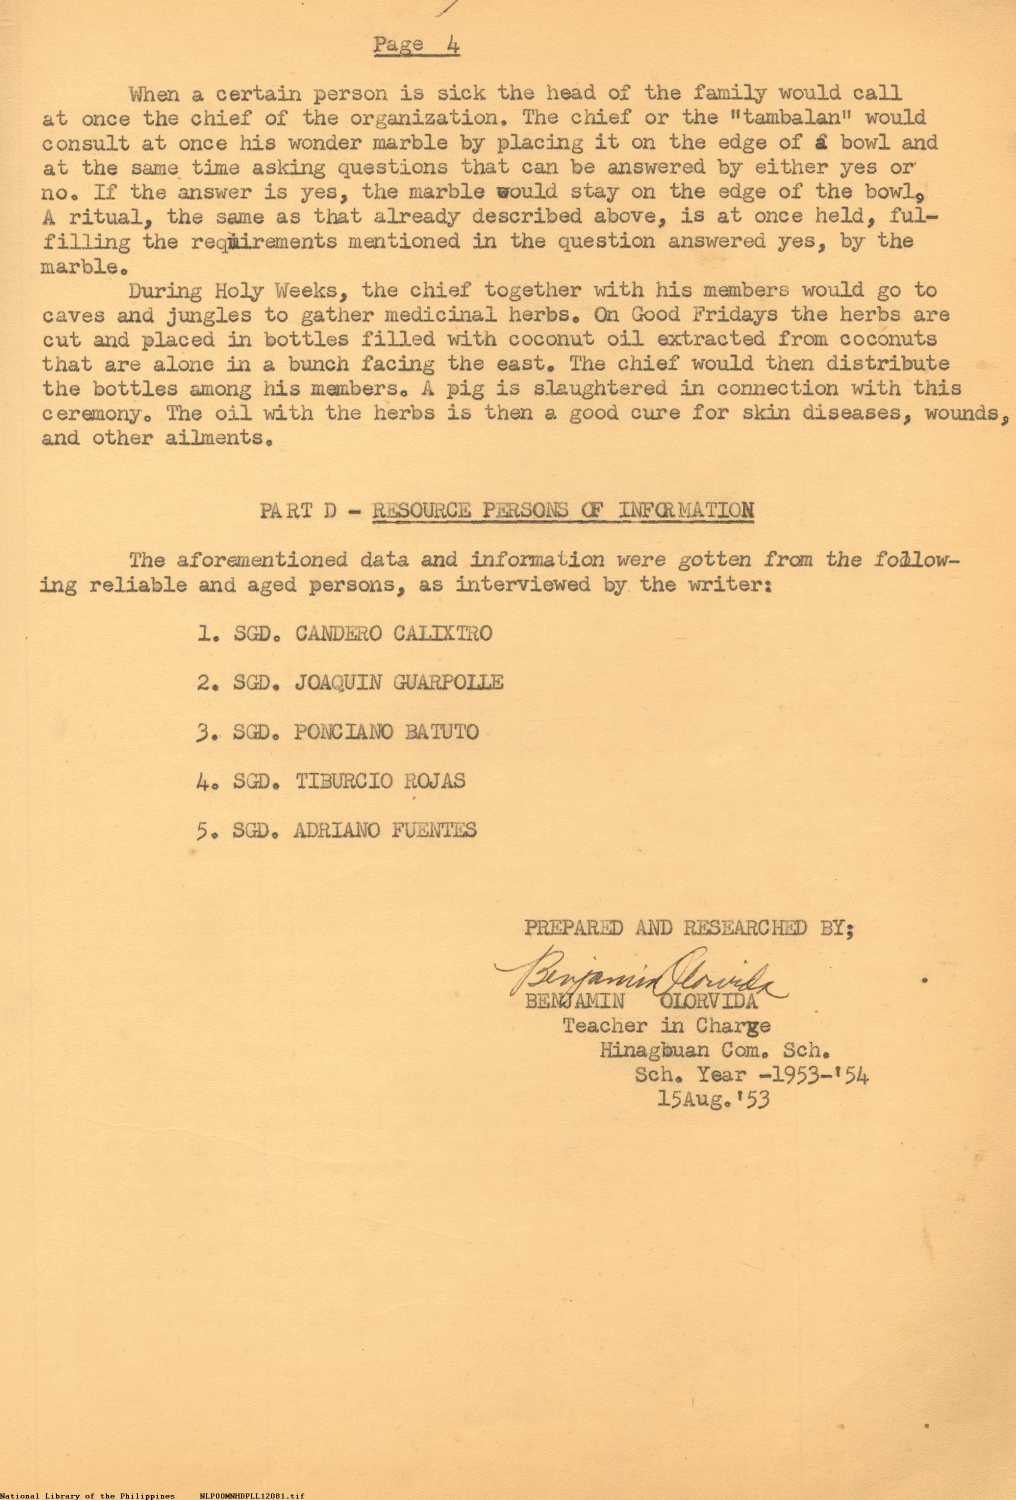 Page 4
When a certain person is sick the head of the family would call
at once the chief of the organization. The chief or the "tambalan" would
consult at once his wonder marble by placing it on the edge of a bowl and
at the same time asking questions that can be answered by either yes or
no. If the answer is yes, the marble would stay on the edge of the bowl,
A ritual, the same as that already described above, is at once held, ful-
filling the requirements mentioned in the question answered yes, by the
marble.
During Holy Weeks, the chief together with his members would go to
caves and jungles to gather medicinal herbs. On Good Fridays the herbs are
cut and placed in bottles filled with coconut oil extracted from coconuts
that are alone in a bunch facing the east. The chief would then distribute
the bottles among his members. A pig is slaughtered in connection with this
ceremony. The oil with the herbs is then a good cure for skin diseases, wounds,
and other ailments.
PART D - RESOURCE PERSONS OF INFORMATION
The aforementioned data and information were gotten from the follow-
ing reliable and aged persons, as interviewed by the writer:
1. SGD. CANDERO CALIXTRO
2. SGD. JOAQUIN GUARPOLLE
3. SGD. PONCIANO BATUTO
4. SGD. TIBURCIO ROJAS
5. SGD. ADRIANO FUENTES
PREPARED AND RESEARCHED BY;
Benjamin Olorvida
BENJAMIN OLORVIDA
Teacher in Charge
Hinagbuan Com. Sch.
Sch. Year -1953-'54
15Aug.'53
National Library of the Philippines NLPOOMNHDPLL12081.tif